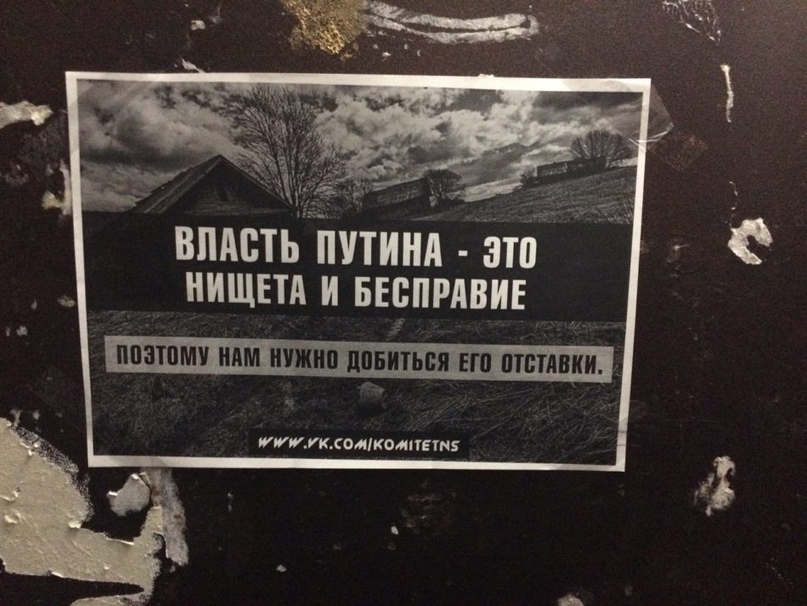 ВЛАСТЬ ПУТИНА - ЭТО
НИЩЕТА И БЕСПРАВИЕ
ПОЭТОМУ НАМ НУЖНО ДОБИТЬСЯ ЕГО ОТСТАВКИ.
WWW.VK.COM/KOMITETNS